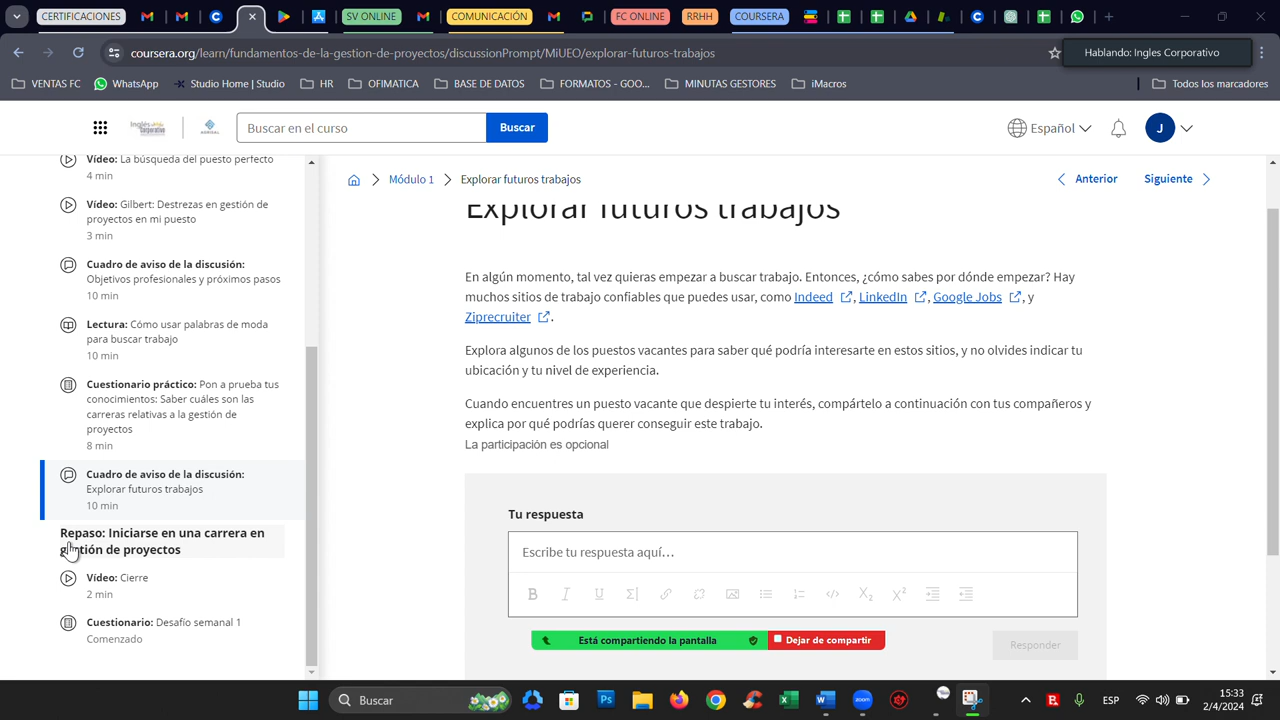 CERTIFICACIONES
SV ONLINE
COMUNICACIÓN
FC ONLINE
RRHH
COURSERA
coursera.org/learn/fundamentos-de-la-gestion-de-proyectos/discussionPrompt/MiUEO/explorar-futuros-trabajos
Hablando: Ingles Corporativo
VENTAS FC
WhatsApp
Studio Home | Studio
HR
OFIMATICA
BASE DE DATOS
FORMATOS - GOO...
MINUTAS GESTORES
iMacros
Todos los marcadores
Buscar en el curso
Buscar
Español
J
Vídeo: La búsqueda del puesto perfecto
4 min
Vídeo: Gilbert: Destrezas en gestión de
proyectos en mi puesto
3 min
Cuadro de aviso de la discusión:
Objetivos profesionales y próximos pasos
10 min
Lectura: Cómo usar palabras de moda
para buscar trabajo
10 min
Cuestionario práctico: Pon a prueba tus
conocimientos: Saber cuáles son las
carreras relativas a la gestión de
proyectos
8 min
Cuadro de aviso de la discusión:
Explorar futuros trabajos
10 min
Repaso: Iniciarse en una carrera en
gestión de proyectos
Vídeo: Cierre
2 min
Cuestionario: Desafío semanal 1
Comenzado
Módulo 1
Explorar futuros trabajos
Anterior
Siguiente
Explorar futuros trabajos
En algún momento, tal vez quieras empezar a buscar trabajo. Entonces, ¿cómo sabes por dónde empezar? Hay
muchos sitios de trabajo confiables que puedes usar, como Indeed, LinkedIn, Google Jobs, y
Ziprecruiter.
Explora algunos de los puestos vacantes para saber qué podría interesarte en estos sitios, y no olvides indicar tu
ubicación y tu nivel de experiencia.
Cuando encuentres un puesto vacante que despierte tu interés, compártelo a continuación con tus compañeros y
explica por qué podrías querer conseguir este trabajo.
La participación es opcional
Tu respuesta
Escribe tu respuesta aquí...
Está compartiendo la pantalla
Dejar de compartir
Responder
Buscar
ESP
15:33
2/4/2024